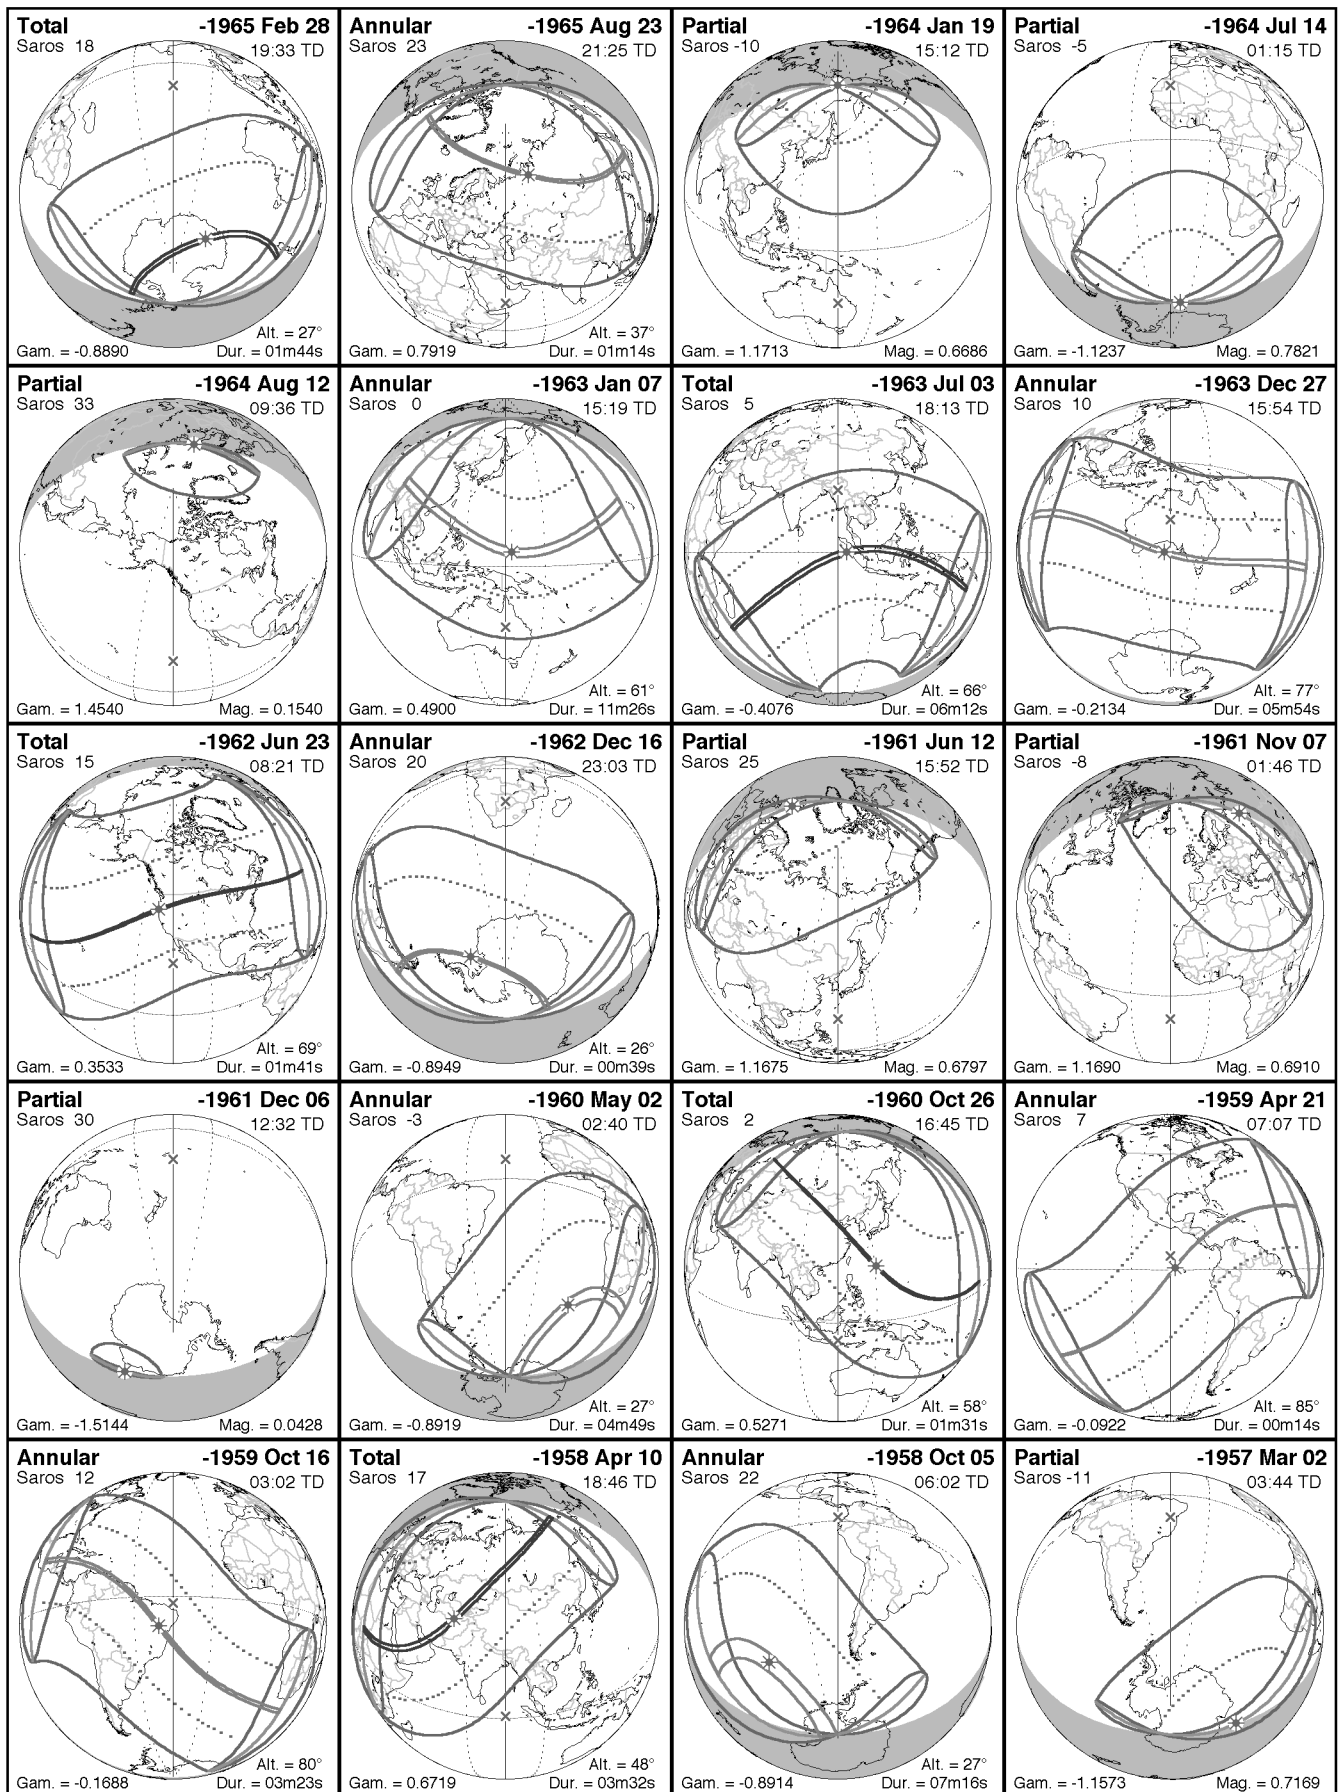 Total -1965 Feb 28
Saros 18 19:33 TD
Alt. = 27°
Gam. = -0.8890 Dur. = 01m44s
Annular -1965 Aug 23
Saros 23 21:25 TD
Alt. = 37°
Gam. = 0.7919 Dur. = 01m14s
Partial -1964 Jan 19
Saros -10 15:12 TD
Gam. = 1.1713 Mag. = 0.6686
Partial -1964 Jul 14
Saros -5 01:15 TD
Gam. = -1.1237 Mag. = 0.7821
Partial -1964 Aug 12
Saros 33 09:36 TD
Gam. = 1.4540 Mag. = 0.1540
Annular -1963 Jan 07
Saros 0 15:19 TD
Alt. = 61°
Gam. = 0.4900 Dur. = 11m26s
Total -1963 Jul 03
Saros 5 18:13 TD
Alt. = 66°
Gam. = -0.4076 Dur. = 06m12s
Annular -1963 Dec 27
Saros 10 15:54 TD
Alt. = 77°
Gam. = -0.2134 Dur. = 05m54s
Total -1962 Jun 23
Saros 15 08:21 TD
Alt. = 69°
Gam. = 0.3533 Dur. = 01m41s
Annular -1962 Dec 16
Saros 20 23:03 TD
Alt. = 26°
Gam. = -0.8949 Dur. = 00m39s
Partial -1961 Jun 12
Saros 25 15:52 TD
Gam. = 1.1675 Mag. = 0.6797
Partial -1961 Nov 07
Saros -8 01:46 TD
Gam. = 1.1690 Mag. = 0.6910
Partial -1961 Dec 06
Saros 30 12:32 TD
Gam. = -1.5144 Mag. = 0.0428
Annular -1960 May 02
Saros -3 02:40 TD
Alt. = 27°
Gam. = -0.8919 Dur. = 04m49s
Total -1960 Oct 26
Saros 2 16:45 TD
Alt. = 58°
Gam. = 0.5271 Dur. = 01m31s
Annular -1959 Apr 21
Saros 7 07:07 TD
Alt. = 85°
Gam. = -0.0922 Dur. = 00m14s
Annular -1959 Oct 16
Saros 12 03:02 TD
Alt. = 80°
Gam. = -0.1688 Dur. = 03m23s
Total -1958 Apr 10
Saros 17 18:46 TD
Alt. = 48°
Gam. = 0.6719 Dur. = 03m32s
Annular -1958 Oct 05
Saros 22 06:02 TD
Alt. = 27°
Gam. = -0.8914 Dur. = 07m16s
Partial -1957 Mar 02
Saros -11 03:44 TD
Gam. = -1.1573 Mag. = 0.7169